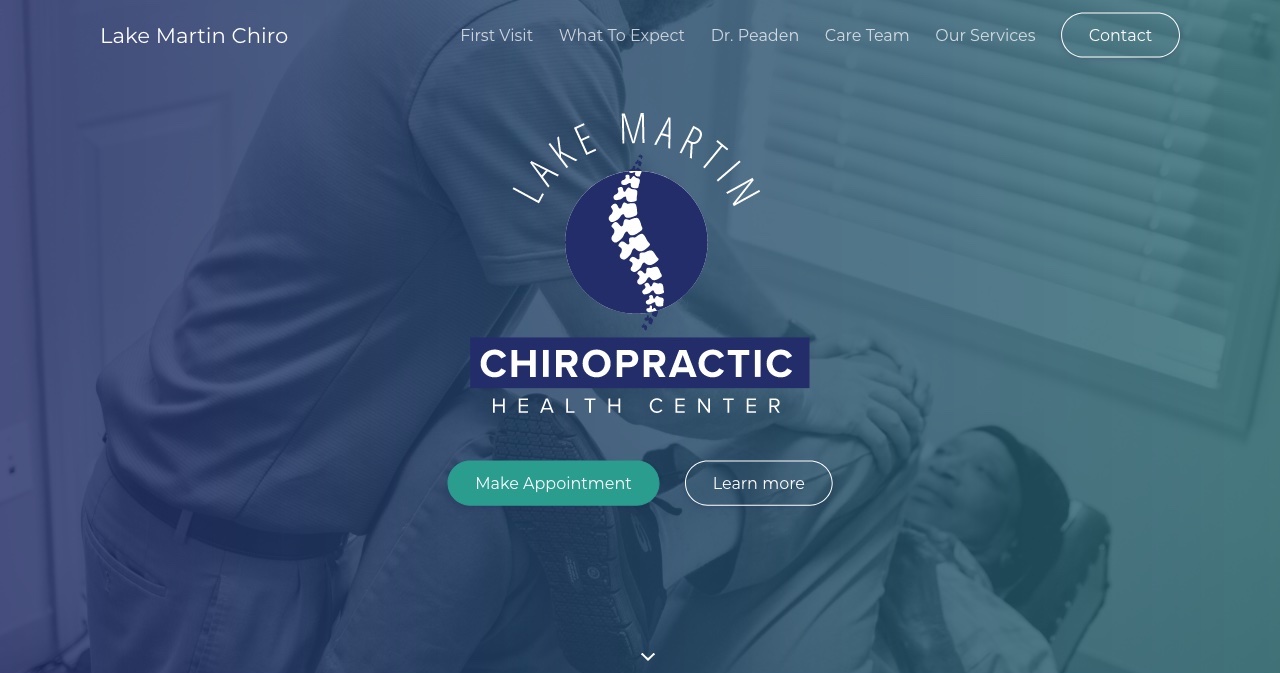 Lake Martin Chiro
First Visit
What To Expect
Dr. Peaden
Care Team
Our Services
Contact
LAKE MARTIN
CHIROPRACTIC
HEALTH CENTER
Make Appointment
Learn more